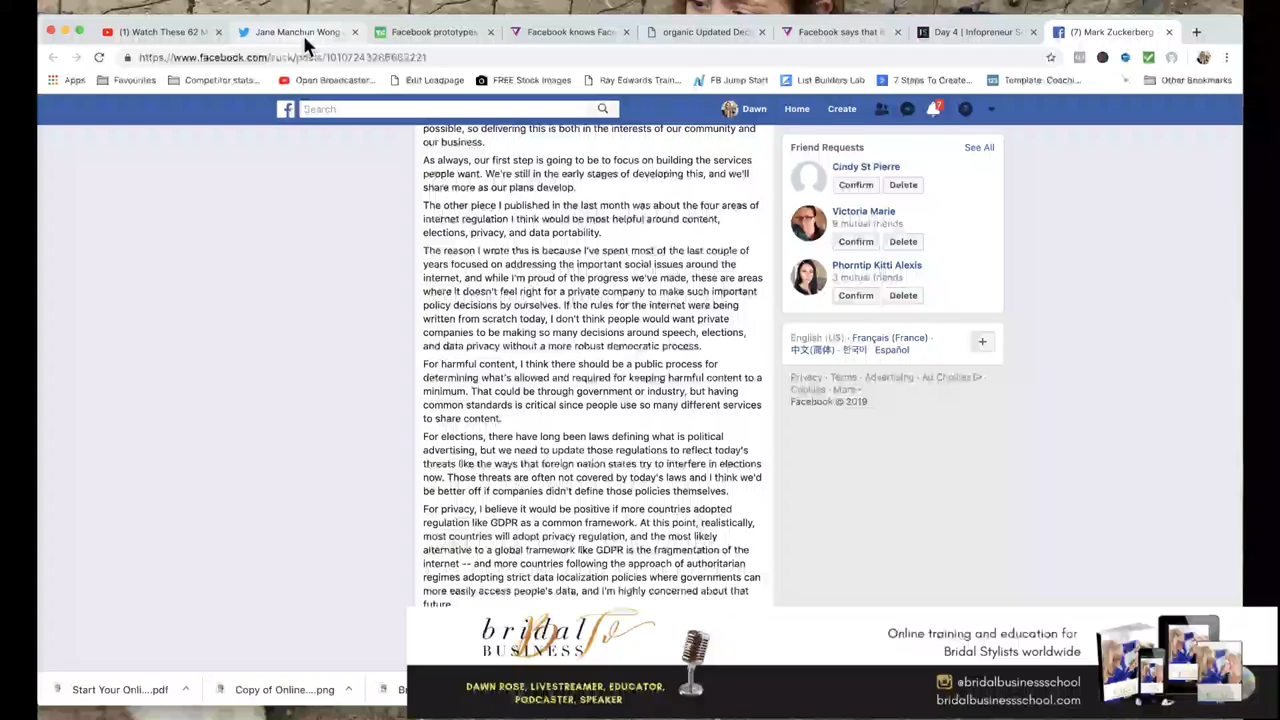 (1) Watch These 62 M
Jane Manchun Wong
Facebook prototypes
Facebook knows Fac
organic Updated Dec
Facebook says that it
Day 4 | Infopreneur S
(7) Mark Zuckerberg
Apps
Favourites
Competitor stats...
Open Broadcaster...
Edit Leadpage
FREE Stock Images
Ray Edwards Train...
FB Jump Start
List Builders Lab
7 Steps To Create...
Template: Coachi...
Other Bookmarks
Search
Dawn
Home
Create
7
possible, so delivering this is both in the interests of our community and
our business.
As always, our first step is going to be to focus on building the services
people want. We're still in the early stages of developing this, and we'll
share more as our plans develop.
The other piece I published in the last month was about the four areas of
internet regulation I think would be most helpful around content,
elections, privacy, and data portability.
The reason I wrote this is because I've spent most of the last couple of
years focused on addressing the important social issues around the
internet, and while I'm proud of the progress we've made, these are areas
where it doesn't feel right for a private company to make such important
policy decisions by ourselves. If the rules for the internet were being
written from scratch today, I don't think people would want private
companies to be making so many decisions around speech, elections,
and data privacy without a more robust democratic process.
For harmful content, I think there should be a public process for
determining what's allowed and required for keeping harmful content to a
minimum. That could be through government or industry, but having
common standards is critical since people use so many different services
to share content.
For elections, there have long been laws defining what is political
advertising, but we need to update those regulations to reflect today's
threats like the ways that foreign nation states try to interfere in elections
now. Those threats are often not covered by today's laws and I think we'd
be better off if companies didn't define those policies themselves.
For privacy, I believe it would be positive if more countries adopted
regulation like GDPR as a common framework. At this point, realistically,
most countries will adopt privacy regulation, and the most likely
alternative to a global framework like GDPR is the fragmentation of the
internet -- and more countries following the approach of authoritarian
regimes adopting strict data localization policies where governments can
more easily access people's data, and I'm highly concerned about that
future.
Friend Requests
See All
Cindy St Pierre
Confirm Delete
Victoria Marie
9 mutual friends
Confirm Delete
Phorntip Kitti Alexis
3 mutual friends
Confirm Delete
English (US) · Français (France) ·
中文(简体) · 한국어 · Español
Privacy · Terms · Advertising · Ad Choices ·
Cookies · More
Facebook © 2019
bridal
BUSINESS
DAWN ROSE, LIVESTREAMER, EDUCATOR,
PODCASTER, SPEAKER
Online training and education for
Bridal Stylists worldwide
@bridalbusinessschool
bridalbusinessschool.com
Start Your Onli....pdf
Copy of Online....png